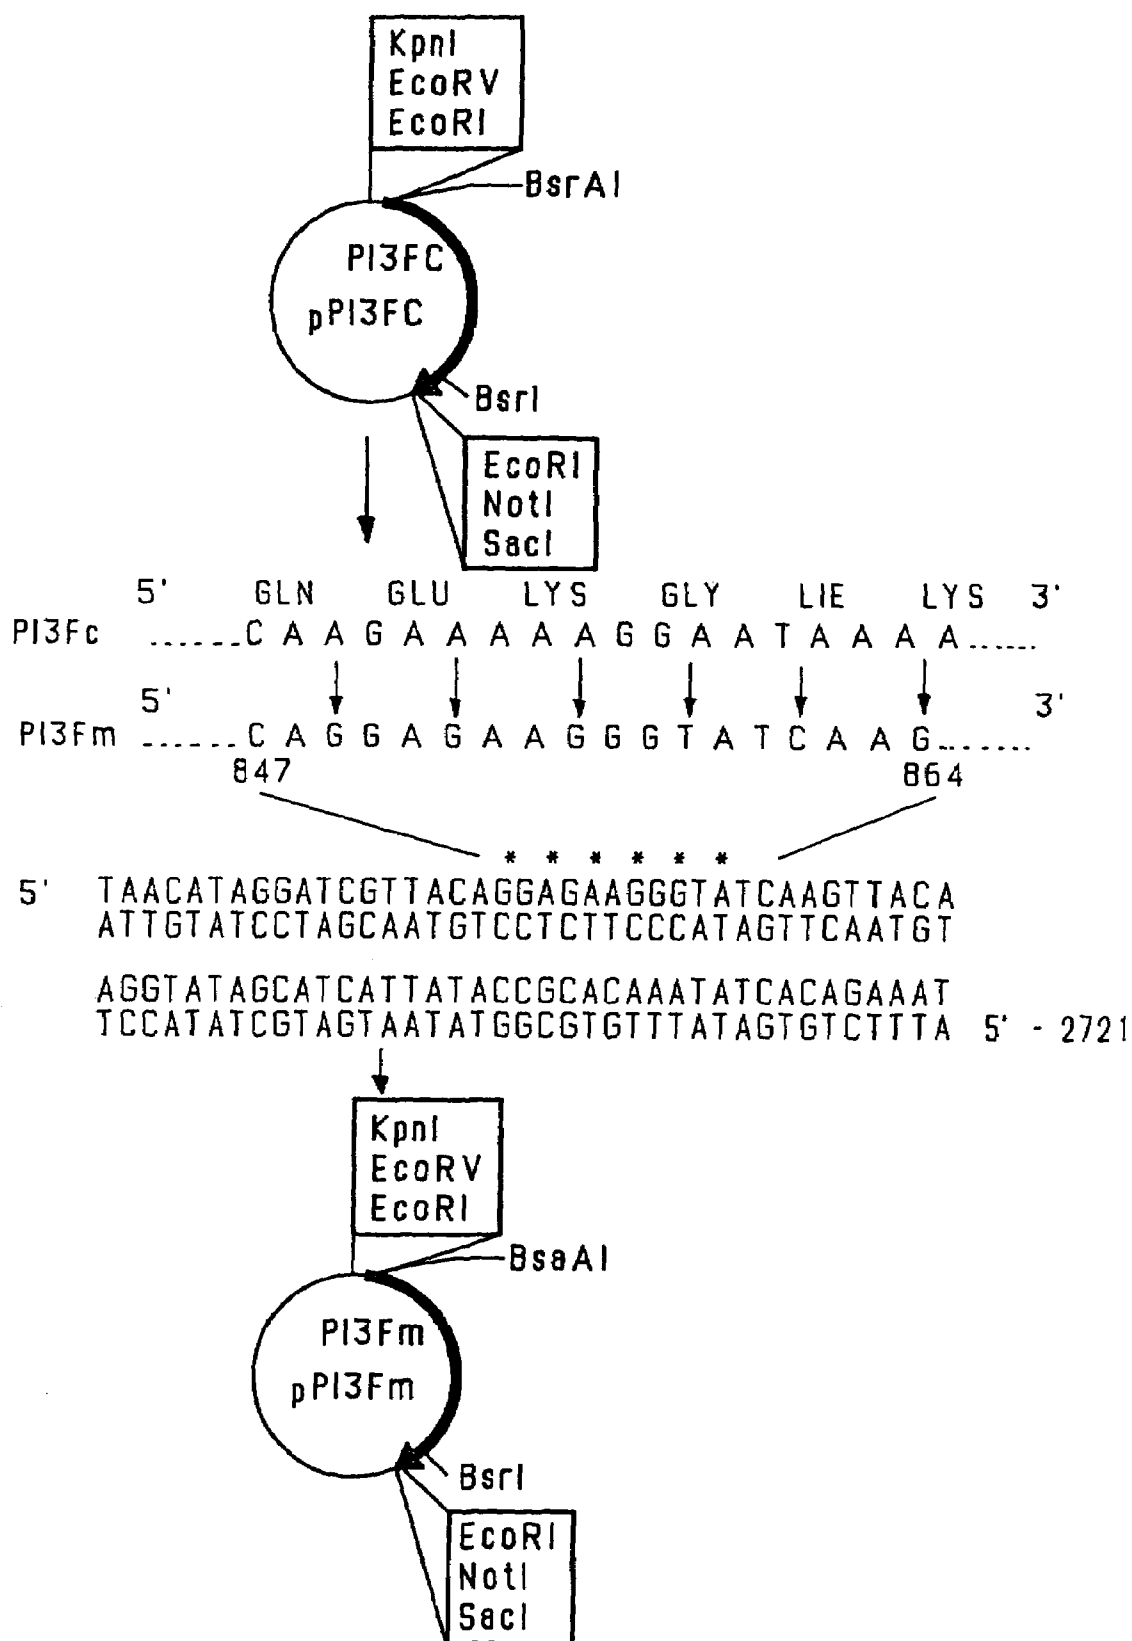 KpnI
EcoRV
EcoRI
BsrAI
PI3FC
pPI3FC
BsrI
EcoRI
NotI
SacI
5' GLN GLU LYS GLY LIE LYS 3'
PI3Fc ......C A A G A A A A A G G A A T A A A A......
5' 3'
PI3Fm ......C A G G A G A A G G G T A T C A A G......
847 864
* * * * * *
5' TAACATAGGATCGTTACAGGAGAAGGGTATCAAGTTACA
ATTGTATCCTAGCAATGTCCTCTTCCCATAGTTCAATGT
AGGTATAGCATCATTATACCGCACAAATATCACAGAAAT
TCCATATCGTAGTAATATGGCGTGTTTATAGTGTCTTTA 5' - 2721
KpnI
EcoRV
EcoRI
BsaAI
PI3Fm
pPI3Fm
BsrI
EcoRI
NotI
SacI